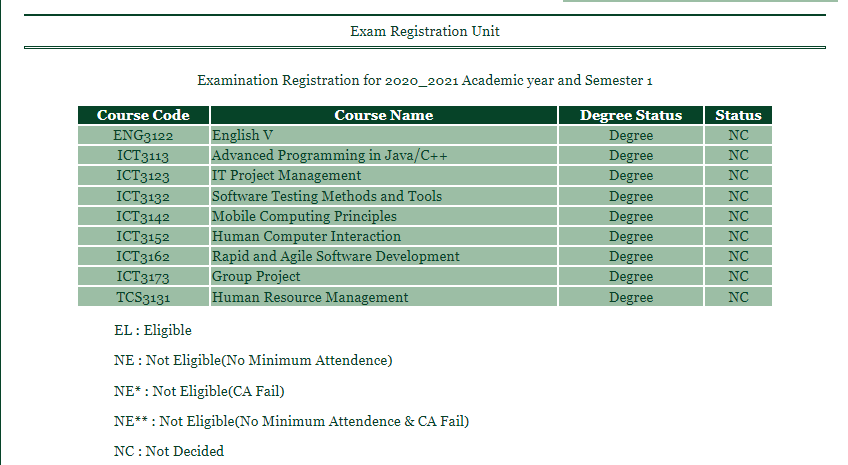 Exam Registration Unit
Examination Registration for 2020_2021 Academic year and Semester 1
Course Code Course Name Degree Status Status
ENG3122 English V Degree NC
ICT3113 Advanced Programming in Java/C++ Degree NC
ICT3123 IT Project Management Degree NC
ICT3132 Software Testing Methods and Tools Degree NC
ICT3142 Mobile Computing Principles Degree NC
ICT3152 Human Computer Interaction Degree NC
ICT3162 Rapid and Agile Software Development Degree NC
ICT3173 Group Project Degree NC
TCS3131 Human Resource Management Degree NC
EL : Eligible
NE : Not Eligible(No Minimum Attendence)
NE* : Not Eligible(CA Fail)
NE** : Not Eligible(No Minimum Attendence & CA Fail)
NC : Not Decided